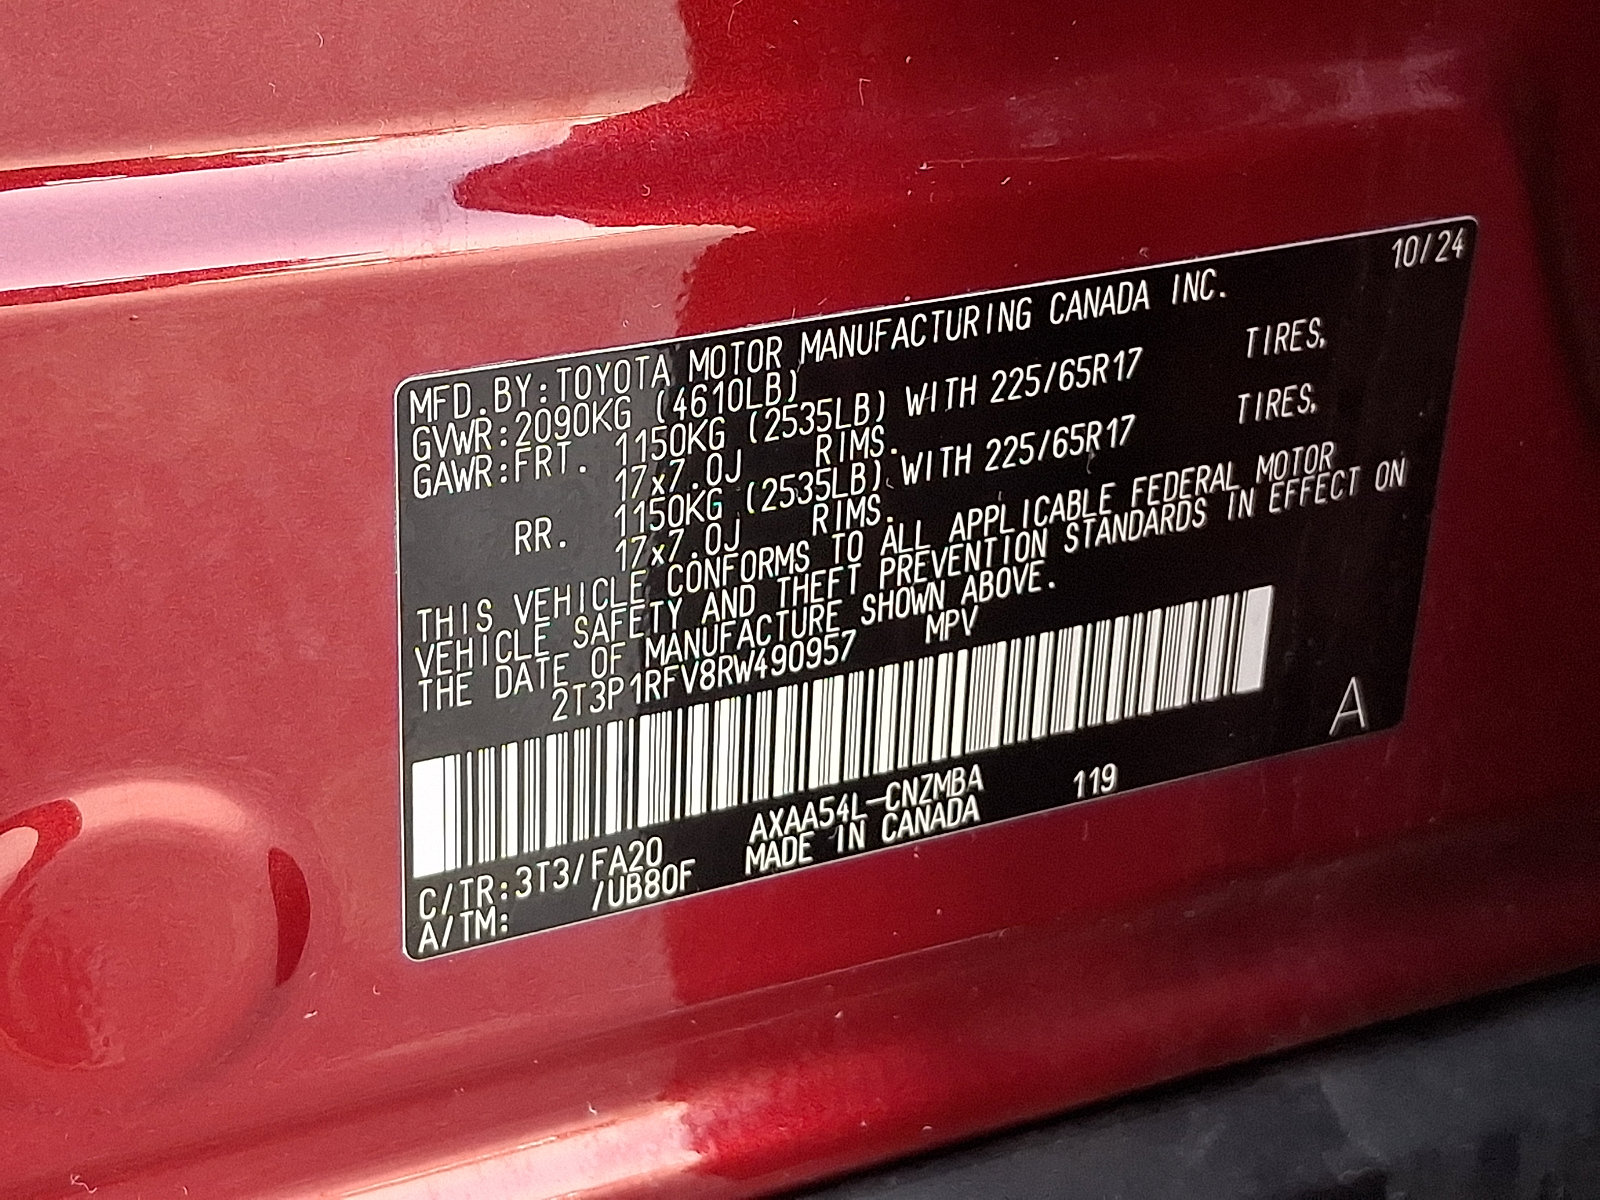 10/24
MFD.BY:TOYOTA MOTOR MANUFACTURING CANADA INC.
GVWR:2090KG (4610LB)
GAWR:FRT. 1150KG (2535LB) WITH 225/65R17 TIRES,
17x7.0J RIMS.
RR. 1150KG (2535LB) WITH 225/65R17 TIRES,
17x7.0J RIMS.
THIS VEHICLE CONFORMS TO ALL APPLICABLE FEDERAL MOTOR
VEHICLE SAFETY AND THEFT PREVENTION STANDARDS IN EFFECT ON
THE DATE OF MANUFACTURE SHOWN ABOVE.
2T3P1RFV8RW490957 MPV
A
C/TR:3T3/FA20 AXAA54L-CNZMBA 119
A/TM: /UB80F MADE IN CANADA